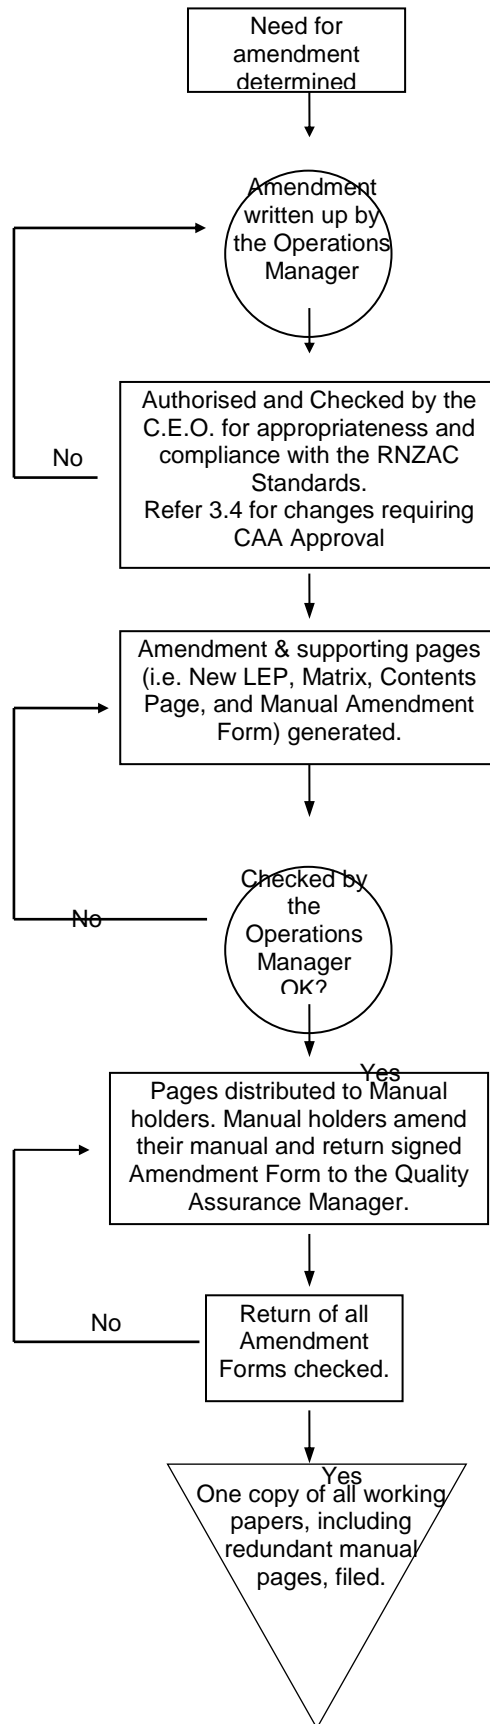 Need for
amendment
determined
Amendment
written up by
the Operations
Manager
Authorised and Checked by the
C.E.O. for appropriateness and
compliance with the RNZAC
Standards.
Refer 3.4 for changes requiring
CAA Approval
No
Amendment & supporting pages
(i.e. New LEP, Matrix, Contents
Page, and Manual Amendment
Form) generated.
Checked by
the
Operations
Manager
OK?
No
Yes
Pages distributed to Manual
holders. Manual holders amend
their manual and return signed
Amendment Form to the Quality
Assurance Manager.
Return of all
Amendment
Forms checked.
No
Yes
One copy of all working
papers, including
redundant manual
pages, filed.